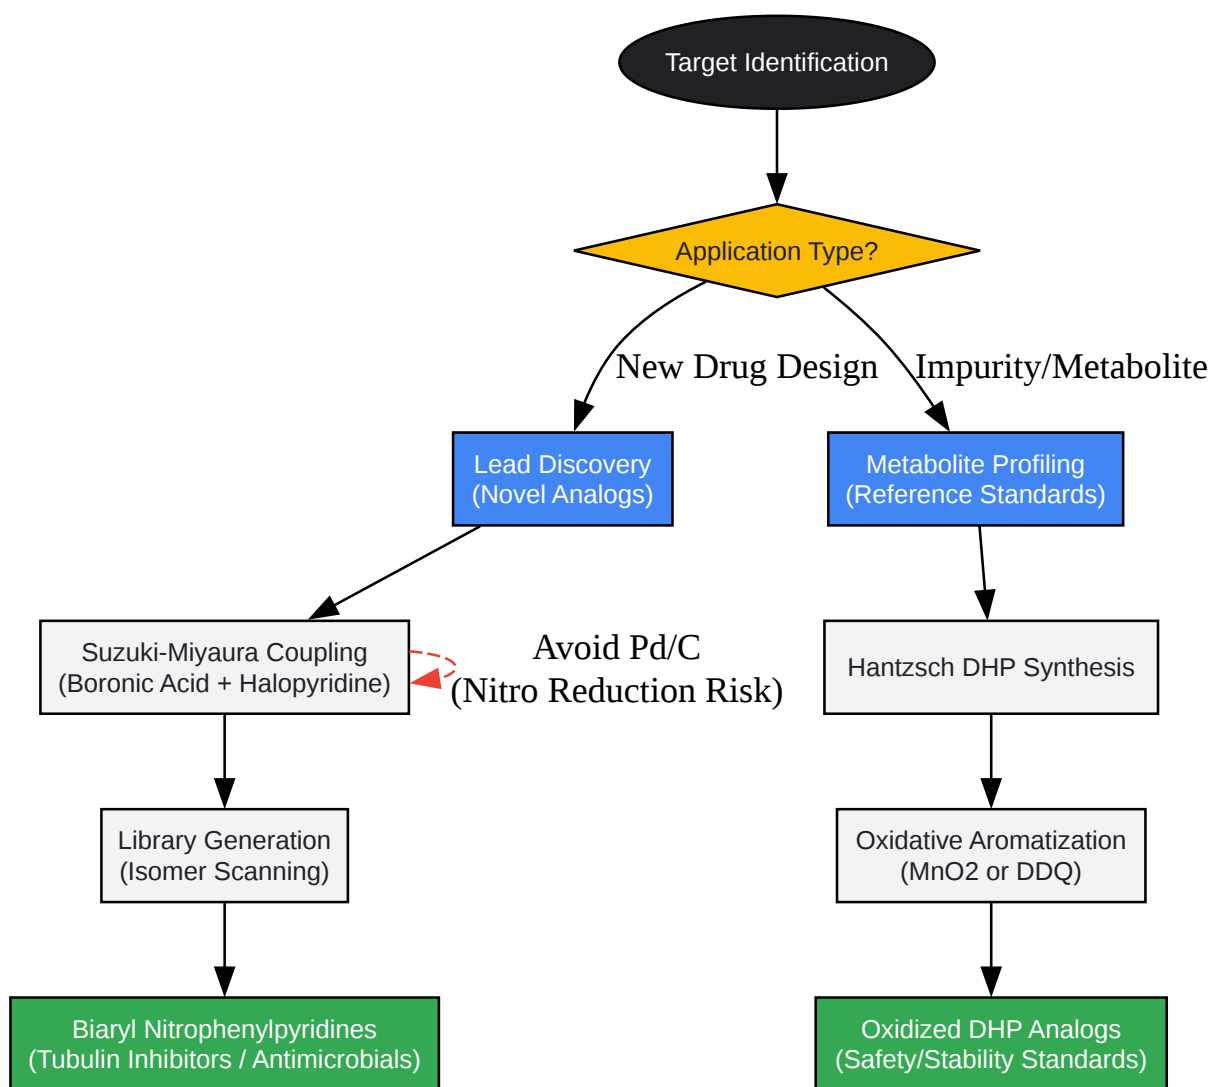 Target Identification
Application Type?
New Drug Design
Impurity/Metabolite
Lead Discovery
(Novel Analogs)
Metabolite Profiling
(Reference Standards)
Suzuki-Miyaura Coupling
(Boronic Acid + Halopyridine)
Avoid Pd/C
(Nitro Reduction Risk)
Hantzsch DHP Synthesis
Library Generation
(Isomer Scanning)
Oxidative Aromatization
(MnO2 or DDQ)
Biaryl Nitrophenylpyridines
(Tubulin Inhibitors / Antimicrobials)
Oxidized DHP Analogs
(Safety/Stability Standards)